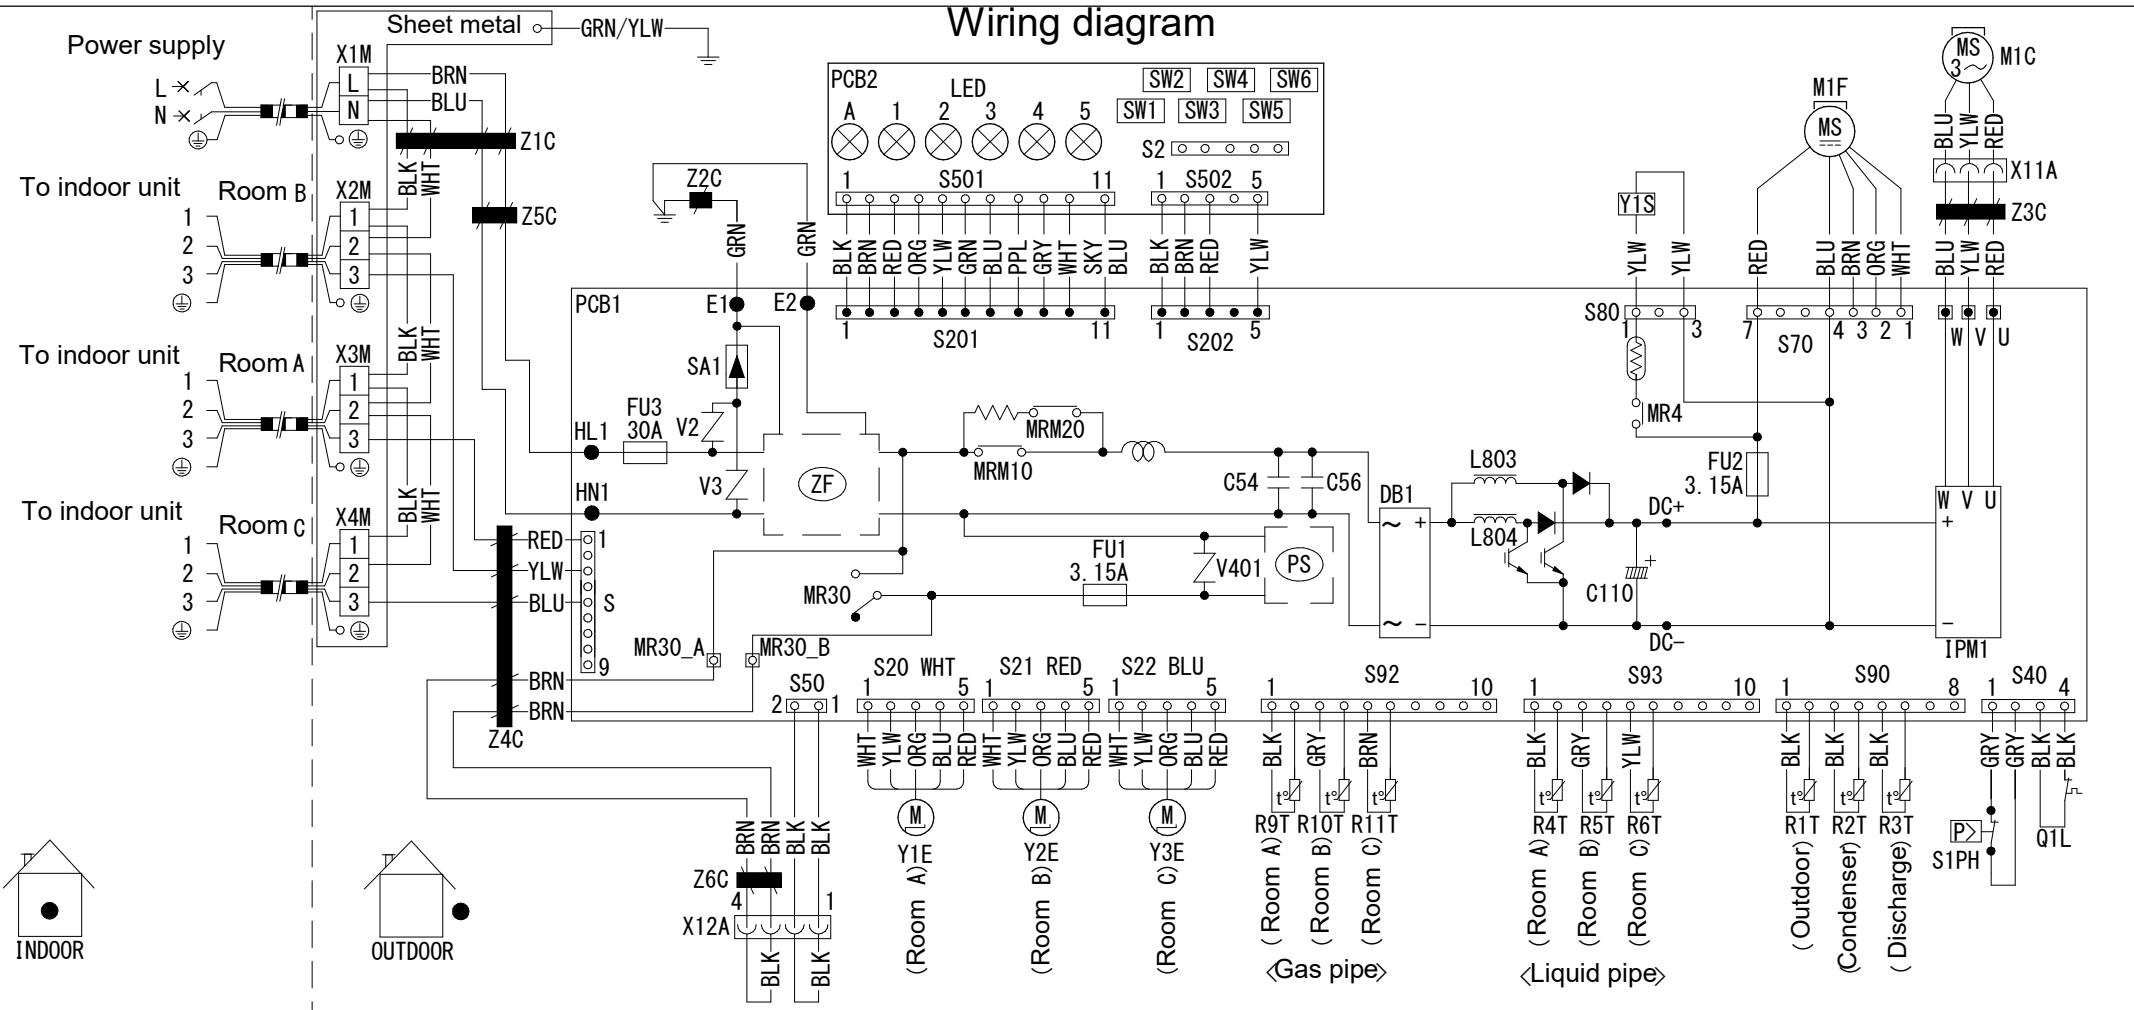 Wiring diagram
Sheet metal
GRN/YLW
Power supply
L
N
X1M
L
N
BRN
BLU
Z1C
BLK
WHT
Z5C
To indoor unit
Room B
1
2
3
X2M
1
2
3
To indoor unit
Room A
1
2
3
X3M
1
2
3
BLK
WHT
To indoor unit
Room C
1
2
3
X4M
1
2
3
BLK
WHT
INDOOR
OUTDOOR
PCB2
LED
A 1 2 3 4 5
SW2 SW4 SW6
SW1 SW3 SW5
S2
1 S501 11
1 S502 5
BLK BRN RED ORG YLW GRN BLU PPL GRY WHT SKY BLU
BLK BRN RED YLW
Z2C
GRN
GRN
PCB1
E1
E2
1 S201 11
1 S202 5
SA1
FU3
30A
V2
V3
HL1
HN1
ZF
MRM20
MRM10
C54
C56
DB1
~ +
~ −
L803
L804
C110
+
DC+
DC−
FU2
3.15A
MR4
Y1S
YLW
YLW
S80
1 3
M1F
MS
RED BLU BRN ORG WHT
7 4 3 2 1
S70
MS
3~
M1C
BLU YLW RED
X11A
Z3C
BLU YLW RED
W V U
W V U
+
−
IPM1
FU1
3.15A
V401
PS
MR30
MR30_A
MR30_B
RED
YLW
BLU
1
S
9
BRN
BRN
Z4C
S50
2 1
BRN BRN BLK BLK
Z6C
4 1
X12A
BLK BLK
S20 WHT
1 5
WHT YLW ORG BLU RED
M
Y1E
(Room A)
S21 RED
1 5
WHT YLW ORG BLU RED
M
Y2E
(Room B)
S22 BLU
1 5
WHT YLW ORG BLU RED
M
Y3E
(Room C)
S92
1 10
BLK GRY BRN
t° t° t°
R9T R10T R11T
(Room A) (Room B) (Room C)
<Gas pipe>
S93
1 10
BLK GRY YLW
t° t° t°
R4T R5T R6T
(Room A) (Room B) (Room C)
<Liquid pipe>
S90
1 8
BLK BLK BLK
t° t° t°
R1T R2T R3T
(Outdoor) (Condenser) (Discharge)
S40
1 4
GRY GRY BLK BLK
P>
S1PH
Q1L